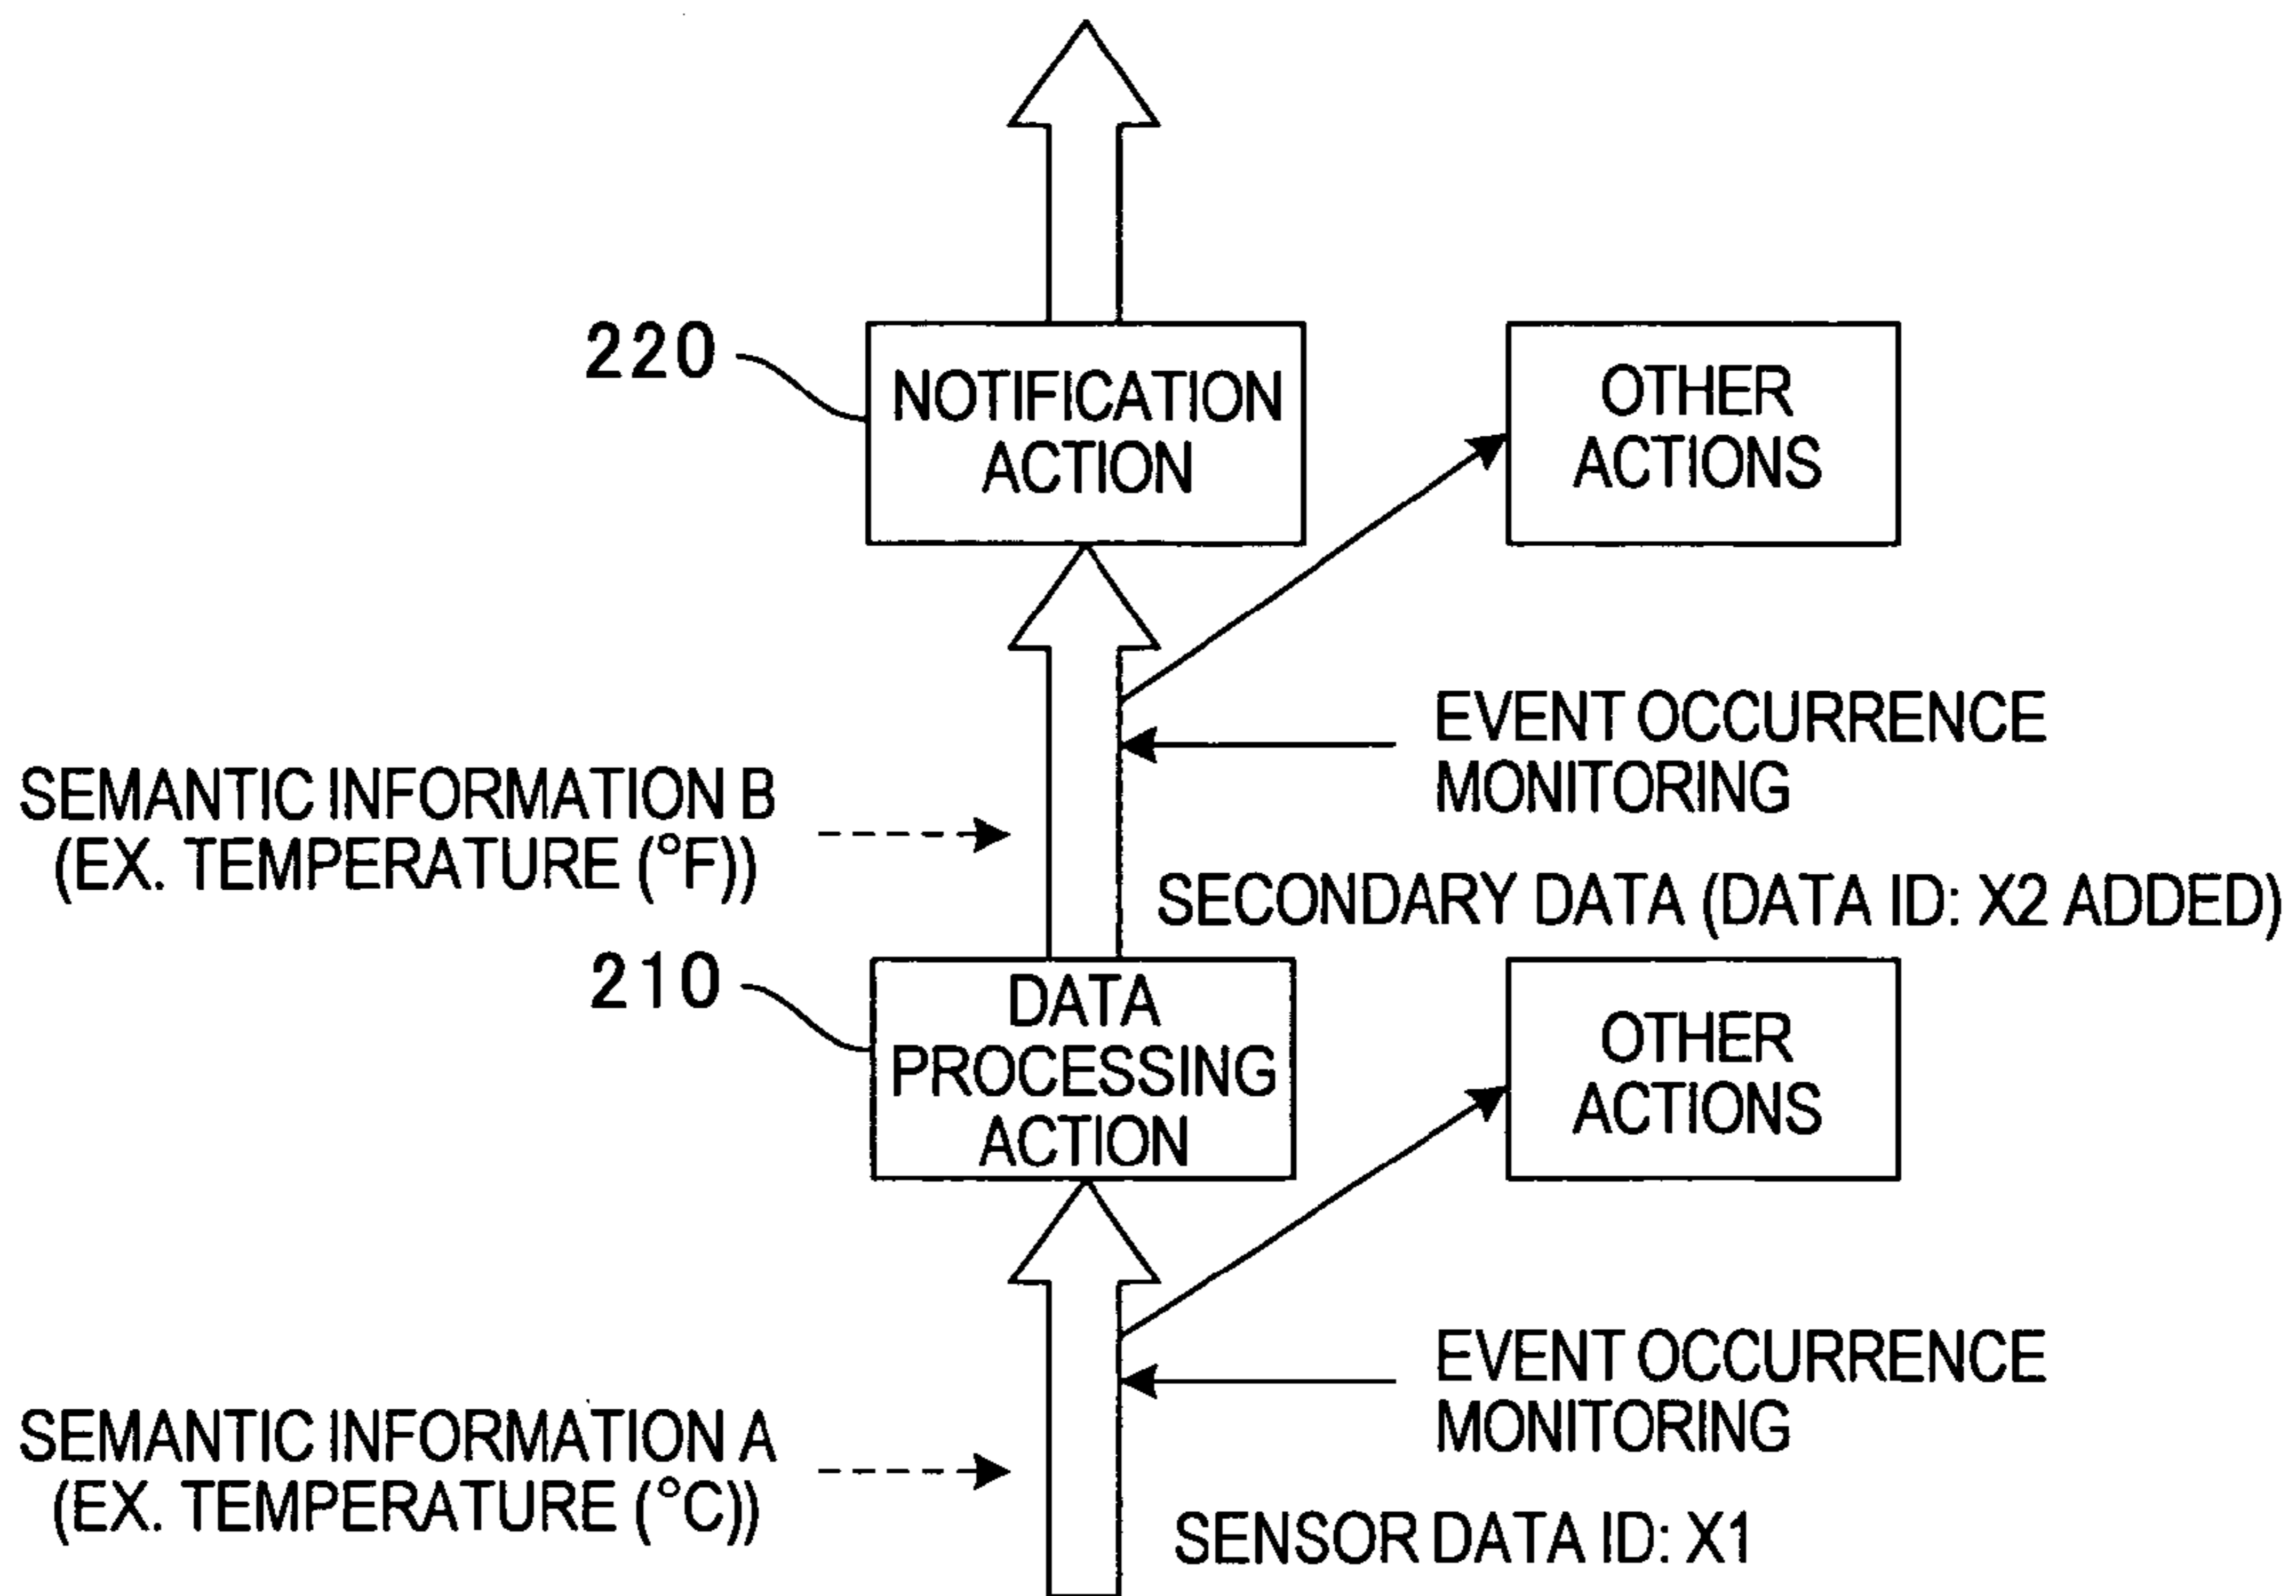 220
NOTIFICATION
ACTION
OTHER
ACTIONS
EVENT OCCURRENCE
MONITORING
SEMANTIC INFORMATION B
(EX. TEMPERATURE (°F))
SECONDARY DATA (DATA ID: X2 ADDED)
210
DATA
PROCESSING
ACTION
OTHER
ACTIONS
EVENT OCCURRENCE
MONITORING
SEMANTIC INFORMATION A
(EX. TEMPERATURE (°C))
SENSOR DATA ID: X1